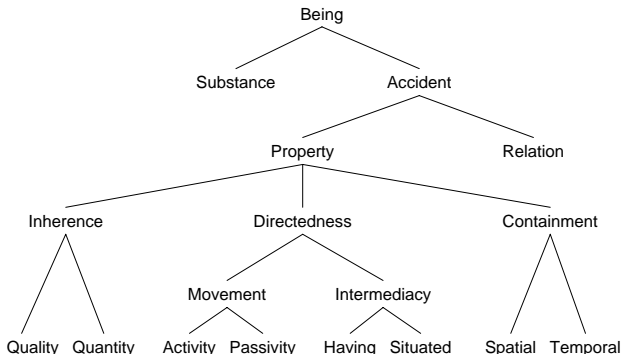 Being
Substance Accident
Property Relation
Inherence Directedness Containment
Movement Intermediacy
Quality Quantity Activity Passivity Having Situated Spatial Temporal